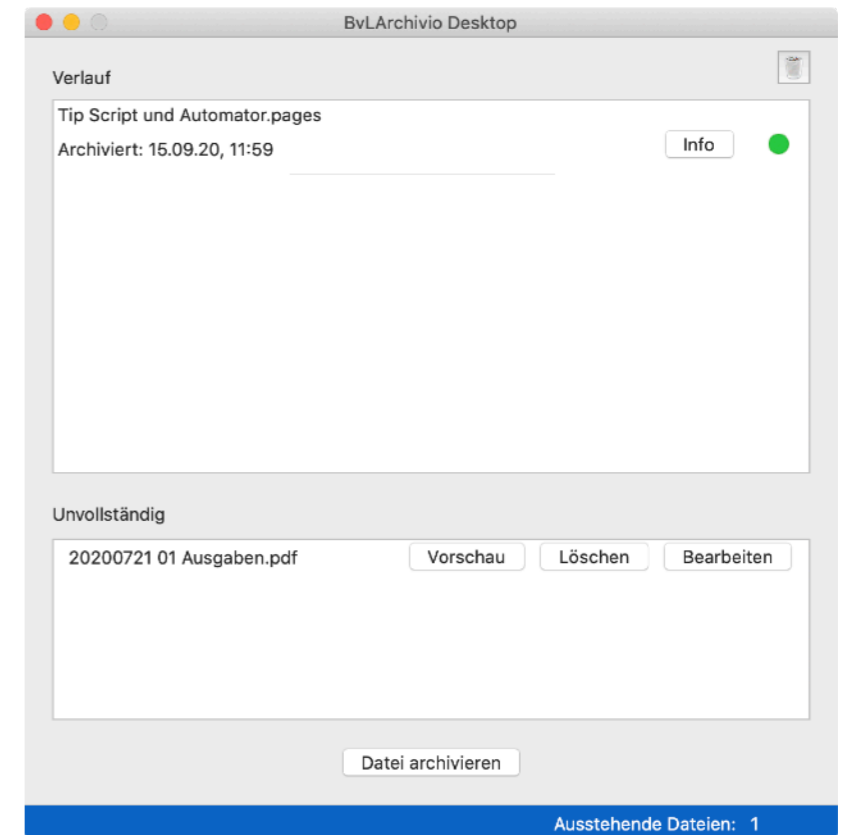 BvLArchivio Desktop
Verlauf
Tip Script und Automator.pages
Archiviert: 15.09.20, 11:59
Info
Unvollständig
20200721 01 Ausgaben.pdf Vorschau Löschen Bearbeiten
Datei archivieren
Ausstehende Dateien: 1